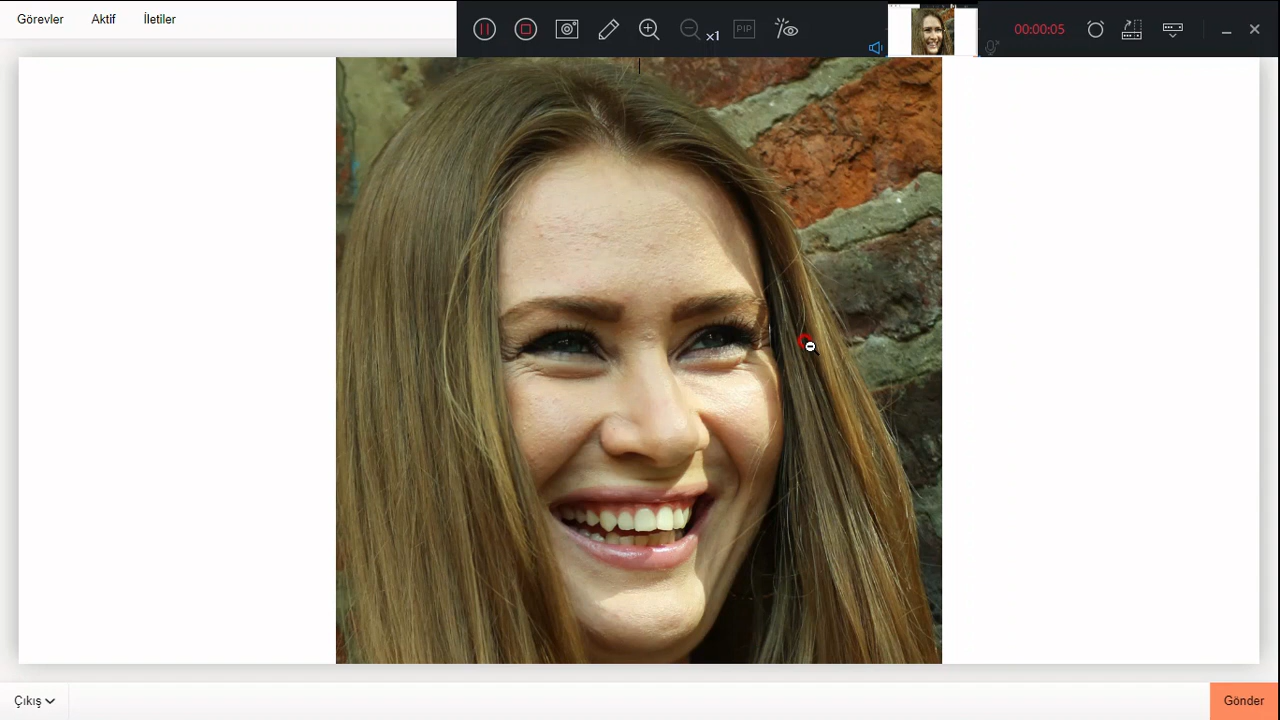 Görevler Aktif İletiler
x1 PIP 00:00:05
Çıkış Gönder